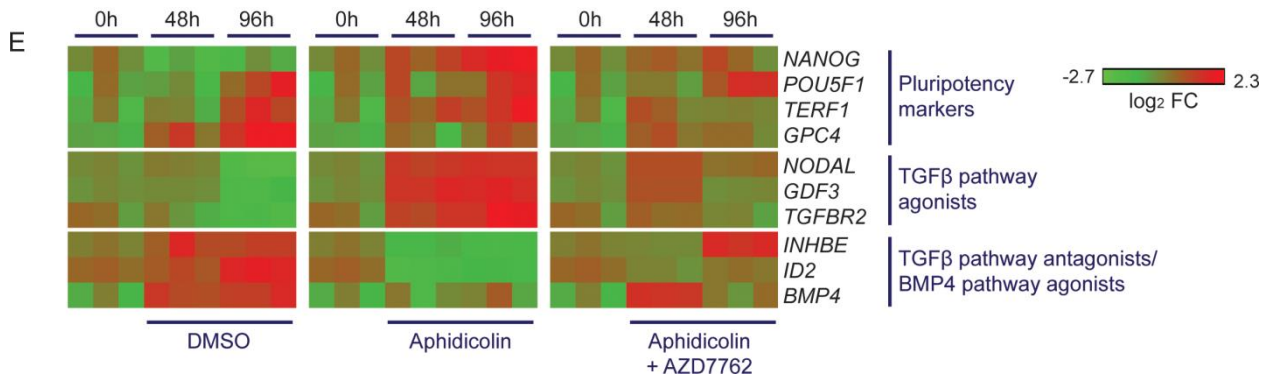 E
0h 48h 96h 0h 48h 96h 0h 48h 96h
NANOG
POU5F1
TERF1
GPC4
Pluripotency
markers
-2.7 2.3
log2 FC
NODAL
GDF3
TGFBR2
TGFβ pathway
agonists
INHBE
ID2
BMP4
TGFβ pathway antagonists/
BMP4 pathway agonists
DMSO
Aphidicolin
Aphidicolin
+ AZD7762